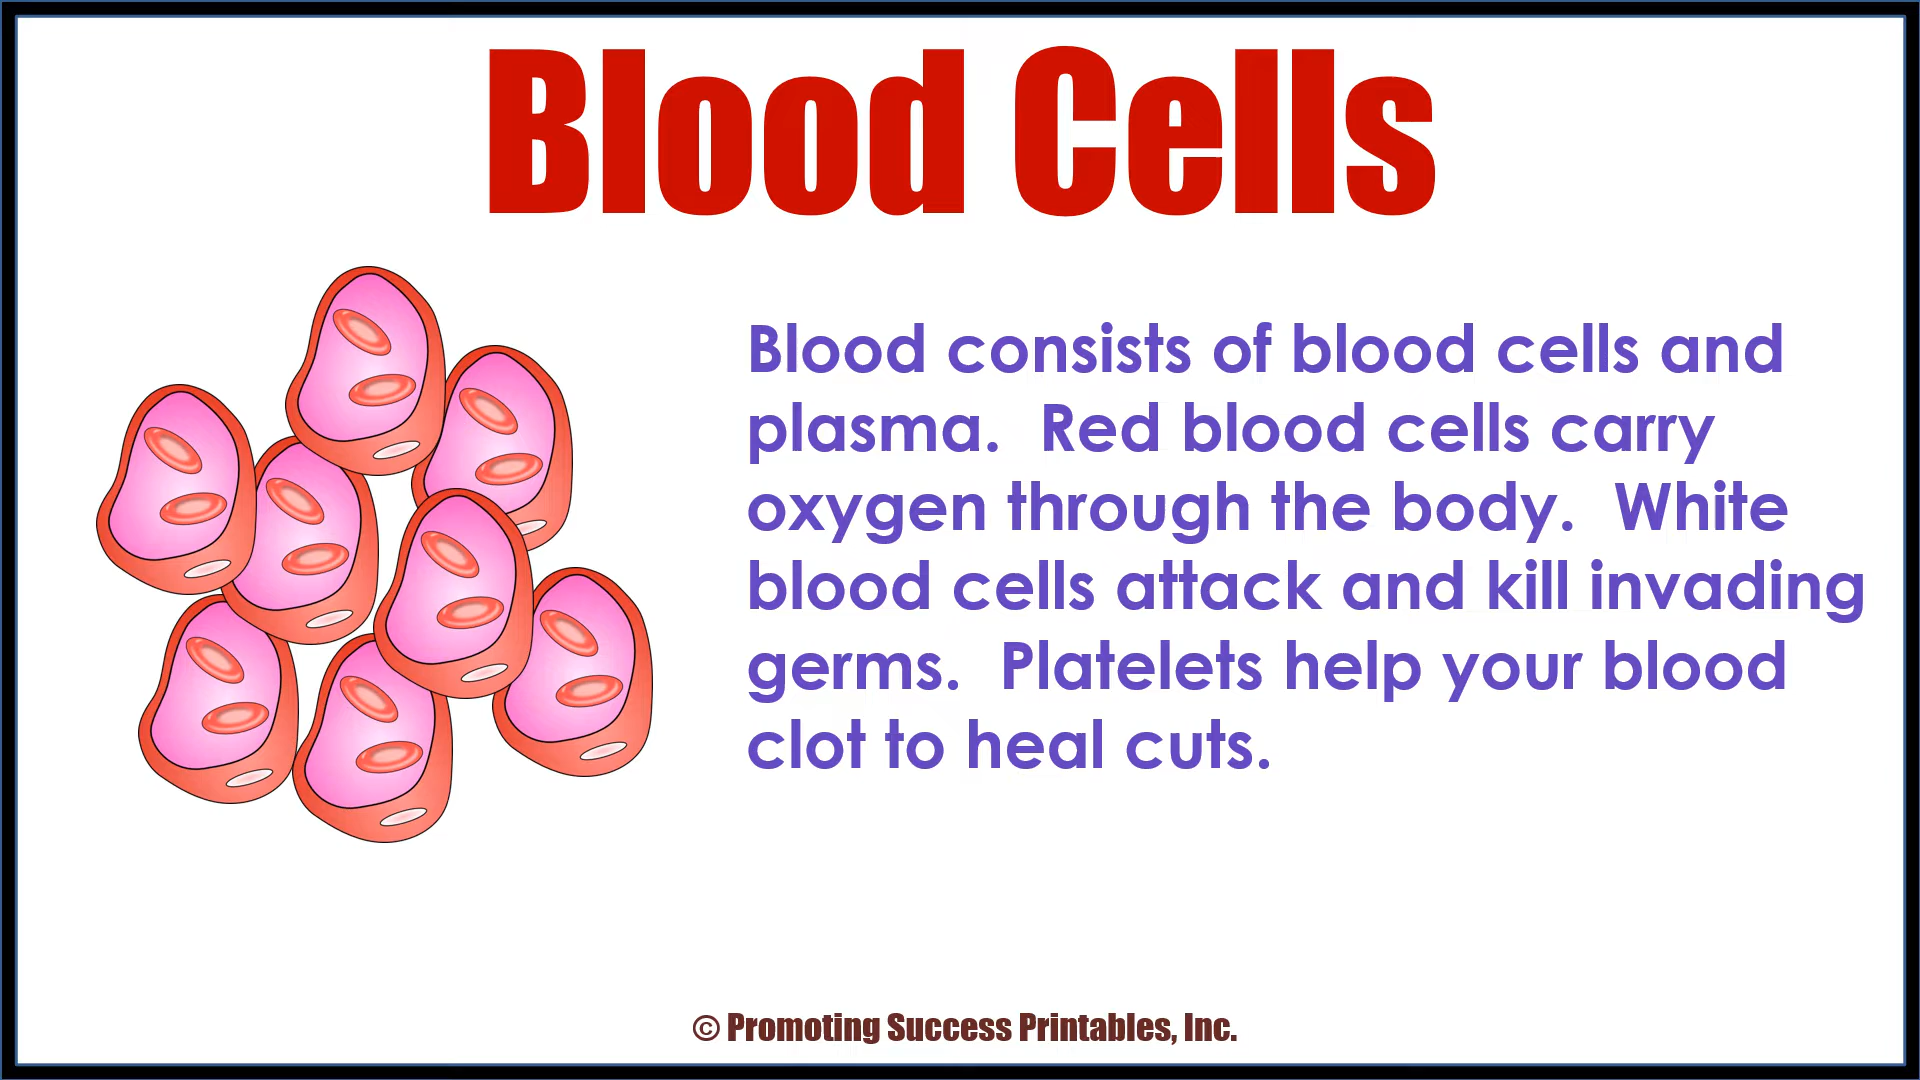 Blood Cells
Blood consists of blood cells and
plasma.  Red blood cells carry
oxygen through the body.  White
blood cells attack and kill invading
germs.  Platelets help your blood
clot to heal cuts.
© Promoting Success Printables, Inc.